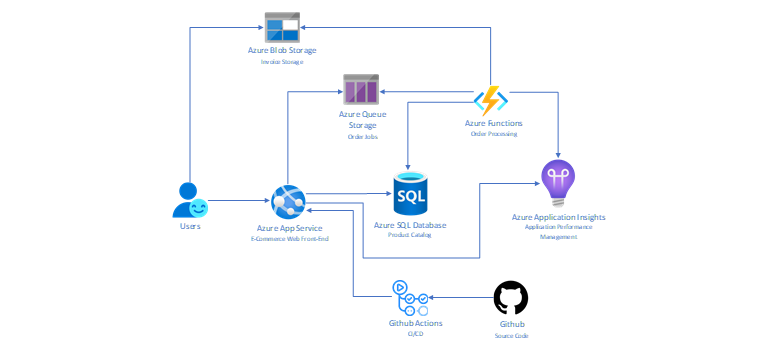 Azure Blob Storage
Invoice Storage
Azure Queue
Storage
Order Jobs
Azure Functions
Order Processing
SQL
Users
Azure App Service
E-Commerce Web Front-End
Azure SQL Database
Product Catalog
Azure Application Insights
Application Performance
Management
Github Actions
CI/CD
Github
Source Code